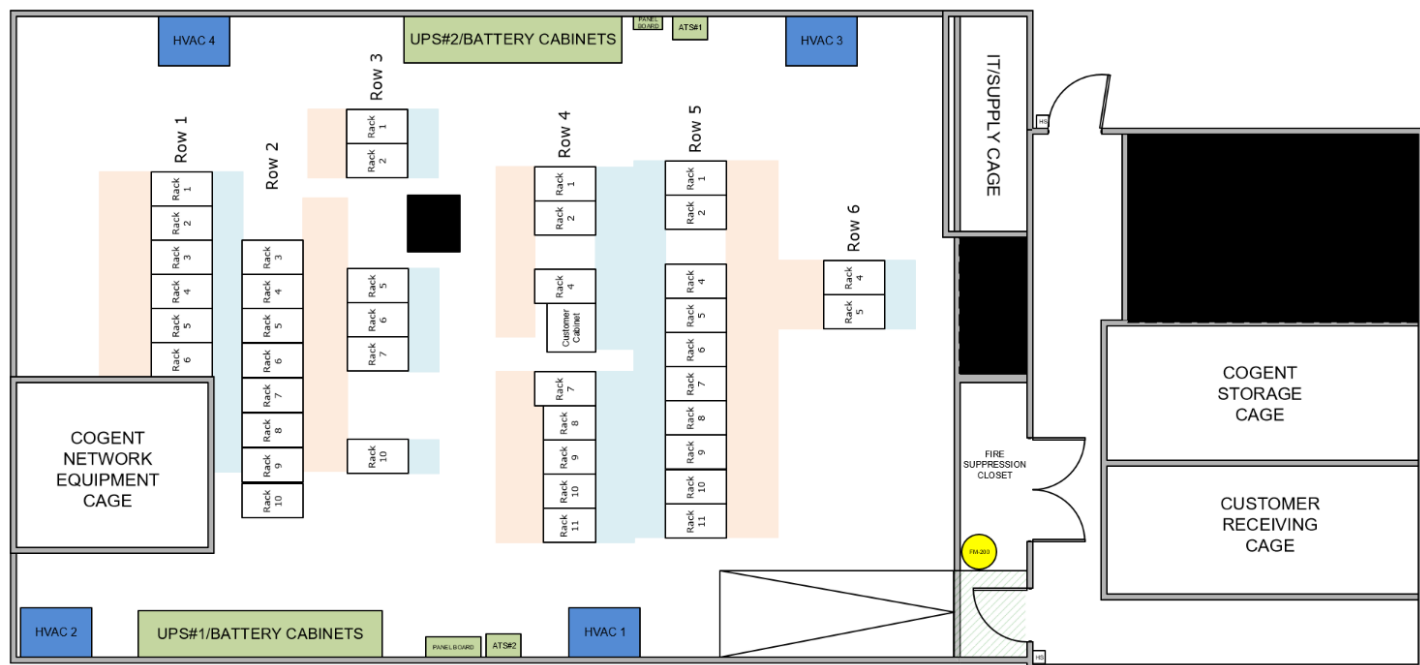 HVAC 4
UPS#2/BATTERY CABINETS
PANEL
BOARD
ATS#1
HVAC 3
IT/SUPPLY CAGE
HS
Row 1
Rack
1
Rack
2
Rack
3
Rack
4
Rack
5
Rack
6
Row 2
Rack
3
Rack
4
Rack
5
Rack
6
Rack
7
Rack
8
Rack
9
Rack
10
Row 3
Rack
1
Rack
2
Rack
5
Rack
6
Rack
7
Rack
10
Row 4
Rack
1
Rack
2
Rack
4
Customer
Cabinet
Rack
7
Rack
8
Rack
9
Rack
10
Rack
11
Row 5
Rack
1
Rack
2
Rack
4
Rack
5
Rack
6
Rack
7
Rack
8
Rack
9
Rack
10
Rack
11
Row 6
Rack
4
Rack
5
COGENT
NETWORK
EQUIPMENT
CAGE
COGENT
STORAGE
CAGE
FIRE
SUPPRESSION
CLOSET
CUSTOMER
RECEIVING
CAGE
FM-200
HVAC 2
UPS#1/BATTERY CABINETS
PANEL BOARD
ATS#2
HVAC 1
HS